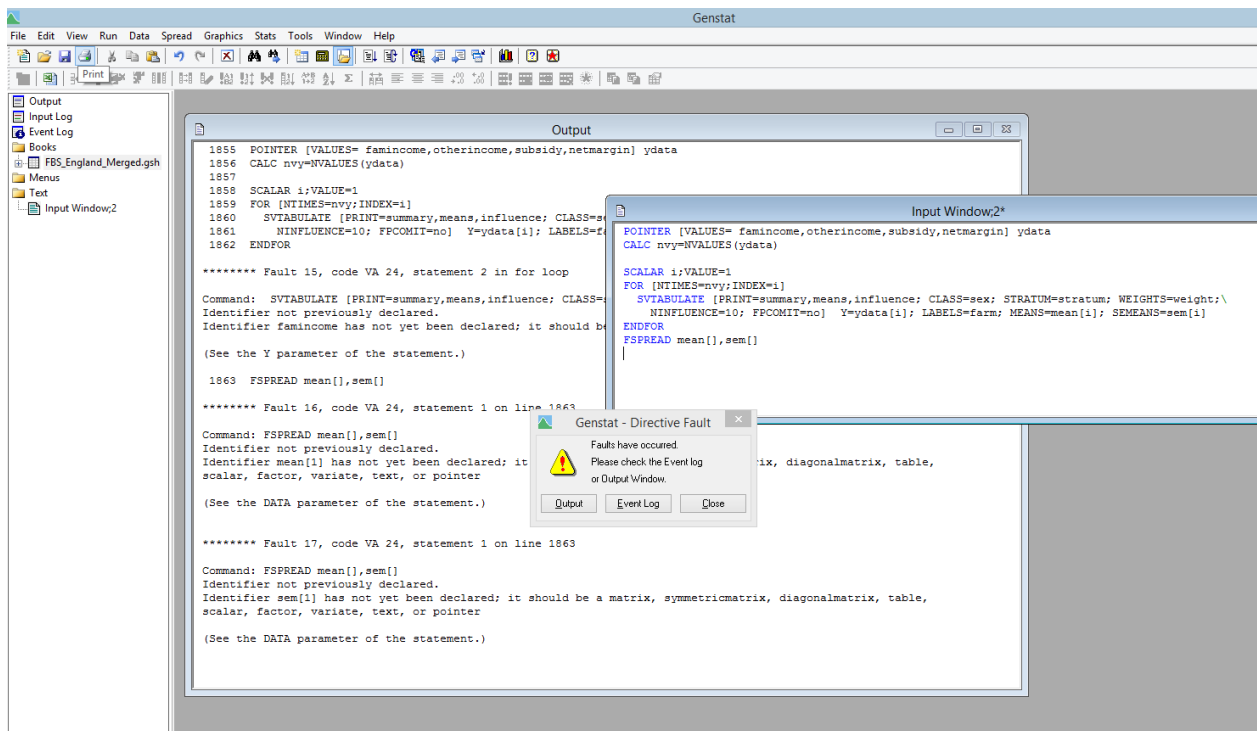 Genstat
File Edit View Run Data Spread Graphics Stats Tools Window Help
Print
Output
Input Log
Event Log
Books
FBS_England_Merged.gsh
Menus
Text
Input Window;2
Output
1855 POINTER [VALUES= famincome,otherincome,subsidy,netmargin] ydata
1856 CALC nvy=NVALUES(ydata)
1857
1858 SCALAR i;VALUE=1
1859 FOR [NTIMES=nvy;INDEX=i]
1860 SVTABULATE [PRINT=summary,means,influence; CLASS=se
1861 NINFLUENCE=10; FPCOMIT=no] Y=ydata[i]; LABELS=fa
1862 ENDFOR
******** Fault 15, code VA 24, statement 2 in for loop
Command: SVTABULATE [PRINT=summary,means,influence; CLASS=s
Identifier not previously declared.
Identifier famincome has not yet been declared; it should be
(See the Y parameter of the statement.)
1863 FSPREAD mean[],sem[]
******** Fault 16, code VA 24, statement 1 on line 1863
Command: FSPREAD mean[],sem[]
Identifier not previously declared.
Identifier mean[1] has not yet been declared; it rix, diagonalmatrix, table,
scalar, factor, variate, text, or pointer
(See the DATA parameter of the statement.)
******** Fault 17, code VA 24, statement 1 on line 1863
Command: FSPREAD mean[],sem[]
Identifier not previously declared.
Identifier sem[1] has not yet been declared; it should be a matrix, symmetricmatrix, diagonalmatrix, table,
scalar, factor, variate, text, or pointer
(See the DATA parameter of the statement.)
Input Window;2*
POINTER [VALUES= famincome,otherincome,subsidy,netmargin] ydata
CALC nvy=NVALUES(ydata)
SCALAR i;VALUE=1
FOR [NTIMES=nvy;INDEX=i]
SVTABULATE [PRINT=summary,means,influence; CLASS=sex; STRATUM=stratum; WEIGHTS=weight;\
NINFLUENCE=10; FPCOMIT=no] Y=ydata[i]; LABELS=farm; MEANS=mean[i]; SEMEANS=sem[i]
ENDFOR
FSPREAD mean[],sem[]
Genstat - Directive Fault
Faults have occurred.
Please check the Event log
or Output Window.
Output Event Log Close